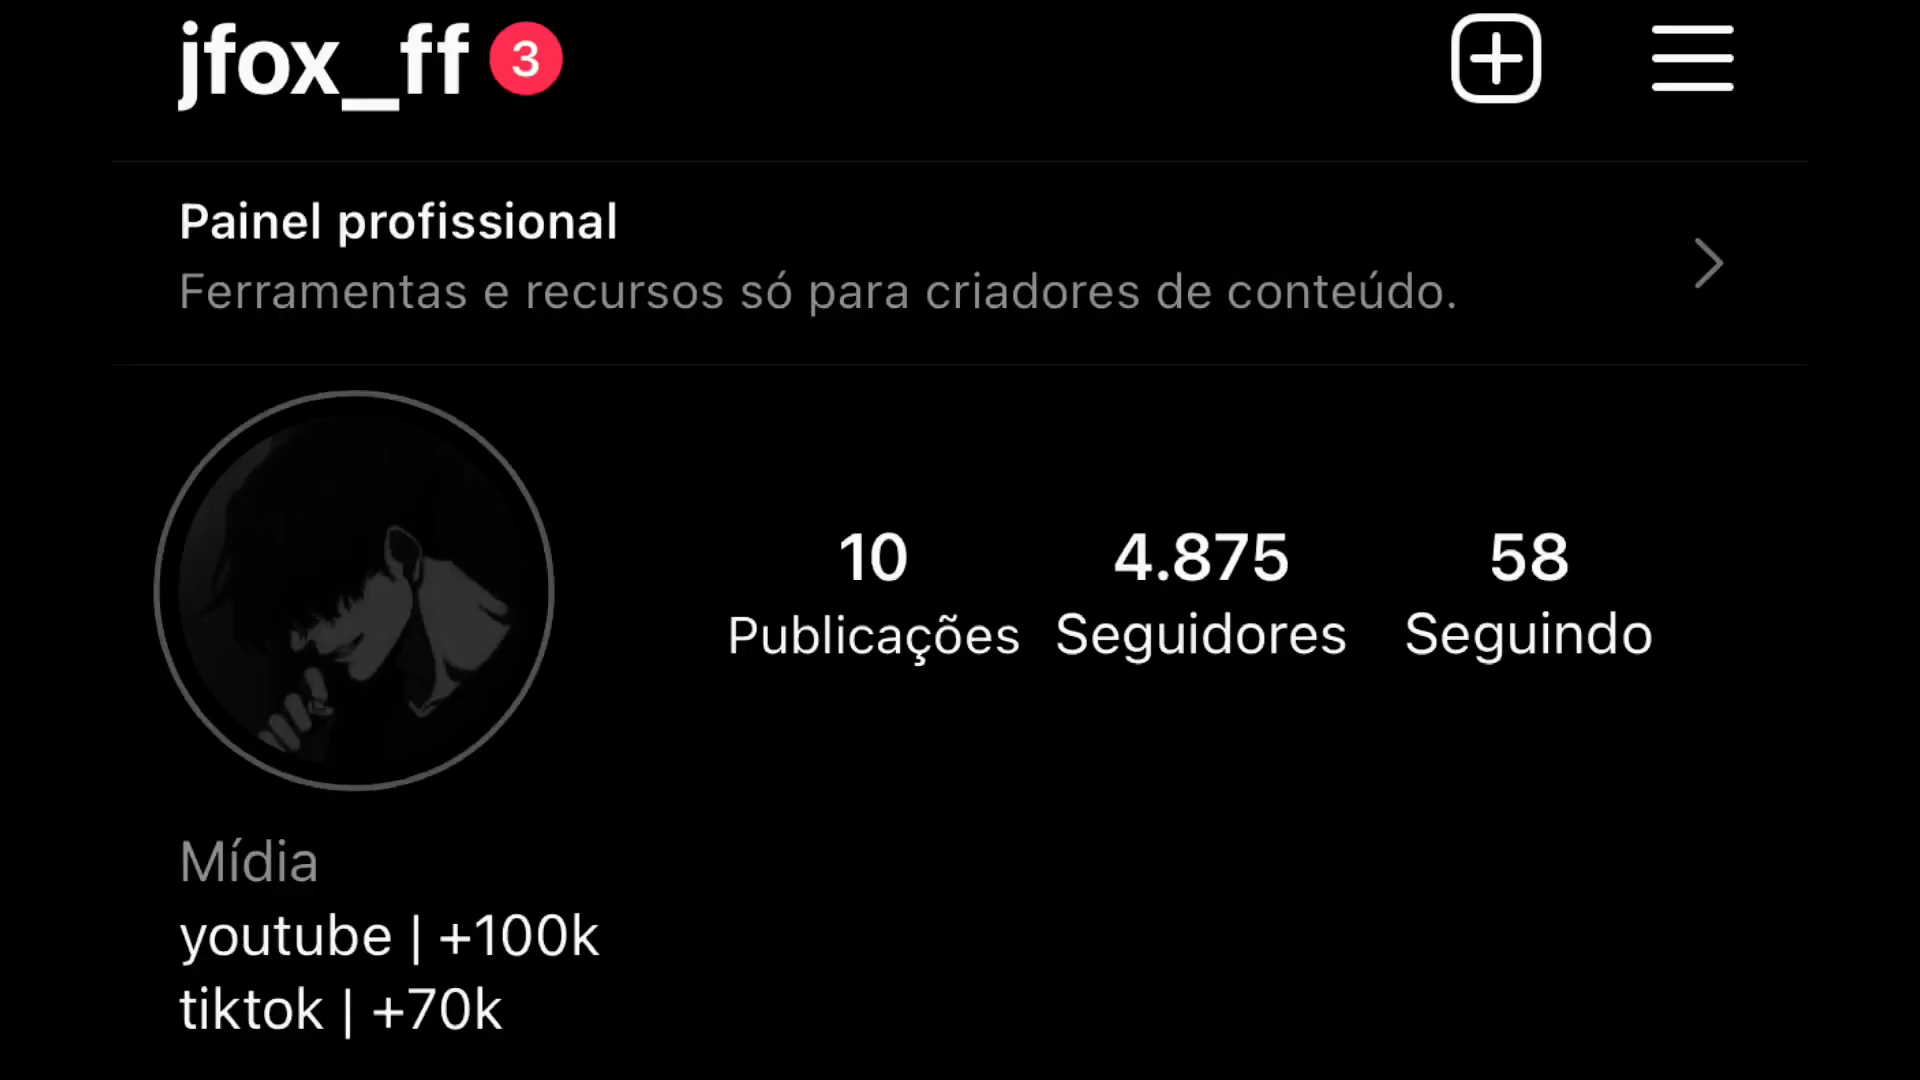 jfox_ff 3
Painel profissional
Ferramentas e recursos só para criadores de conteúdo.
10 4.875 58
Publicações Seguidores Seguindo
Mídia
youtube | +100k
tiktok | +70k